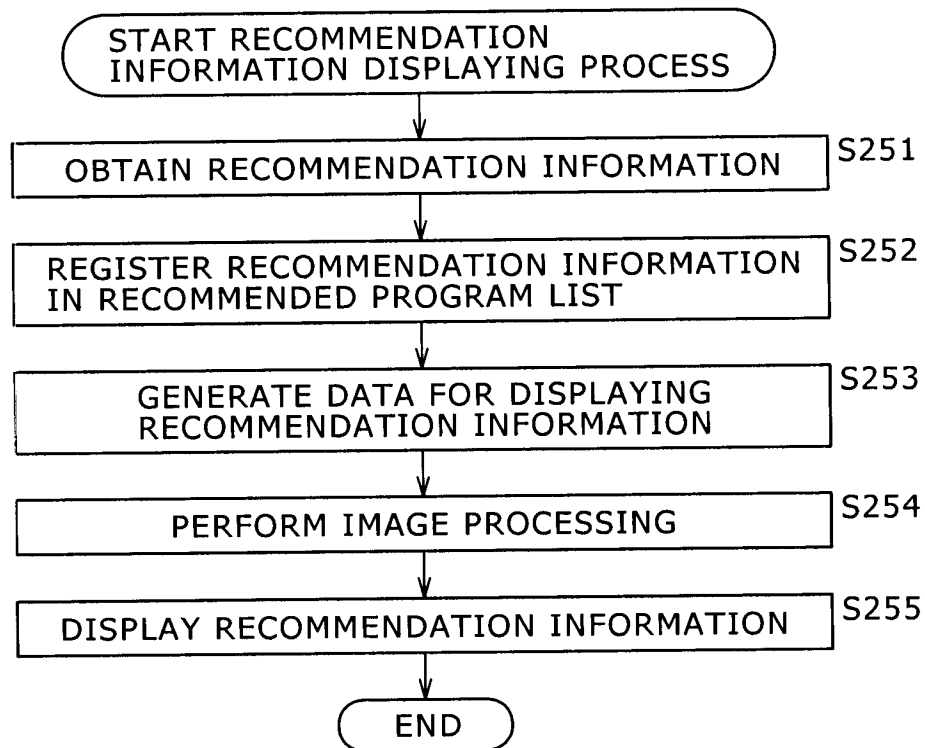 START RECOMMENDATION
INFORMATION DISPLAYING PROCESS
OBTAIN RECOMMENDATION INFORMATION
S251
REGISTER RECOMMENDATION INFORMATION
IN RECOMMENDED PROGRAM LIST
S252
GENERATE DATA FOR DISPLAYING
RECOMMENDATION INFORMATION
S253
PERFORM IMAGE PROCESSING
S254
DISPLAY RECOMMENDATION INFORMATION
S255
END